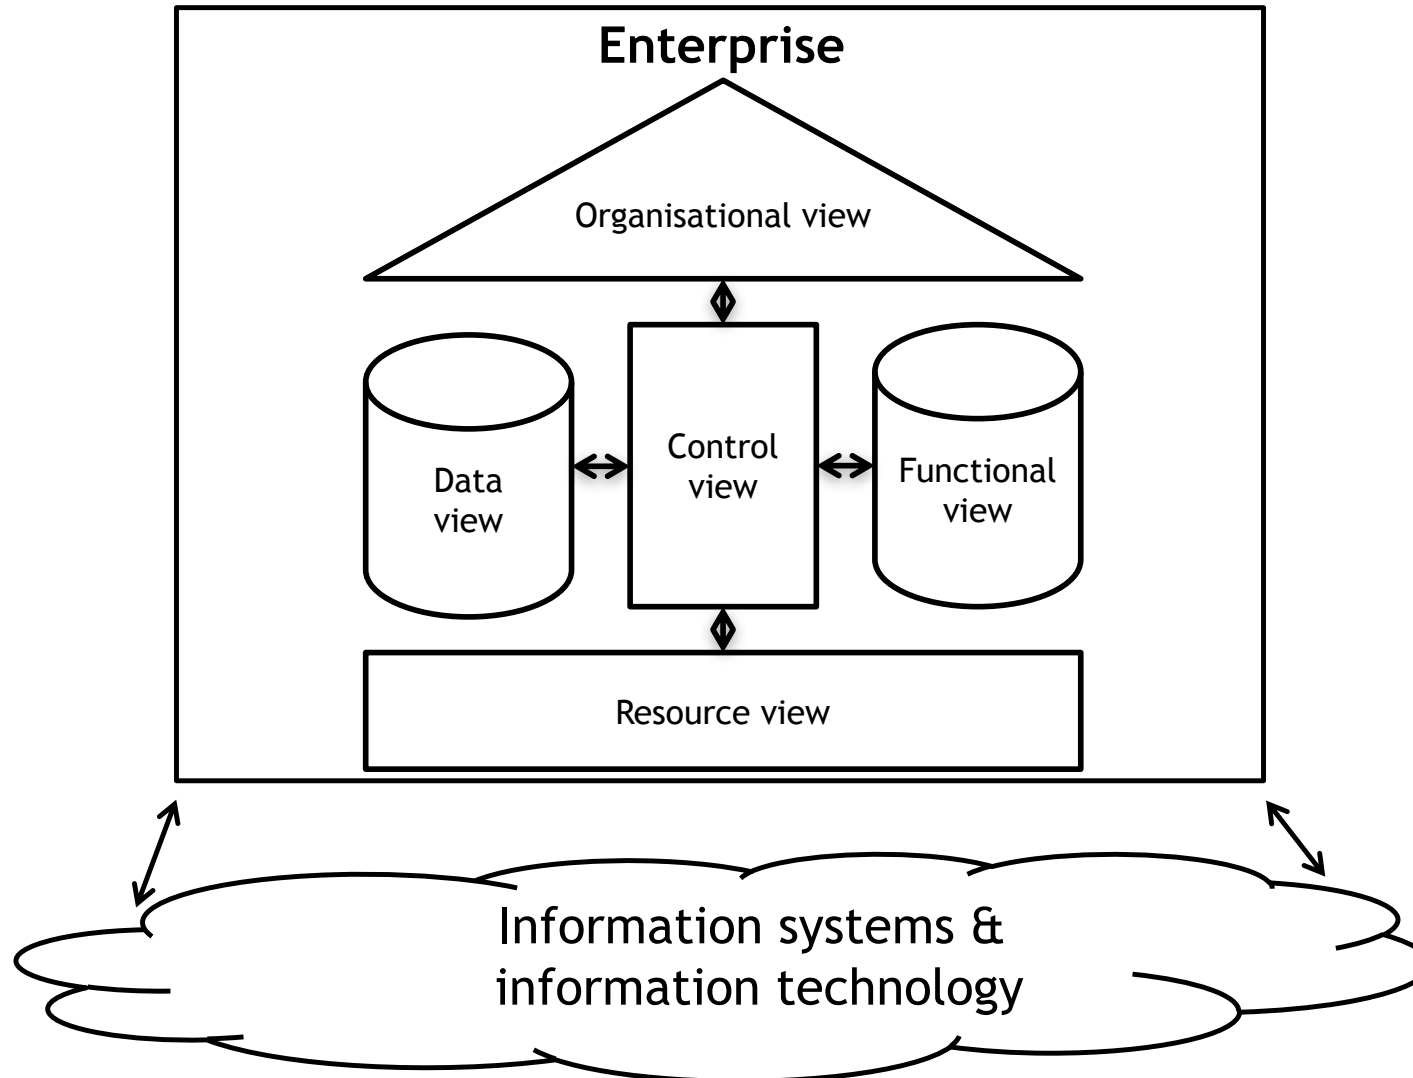 Enterprise
Organisational view
Data
view
Control
view
Functional
view
Resource view
Information systems &
information technology